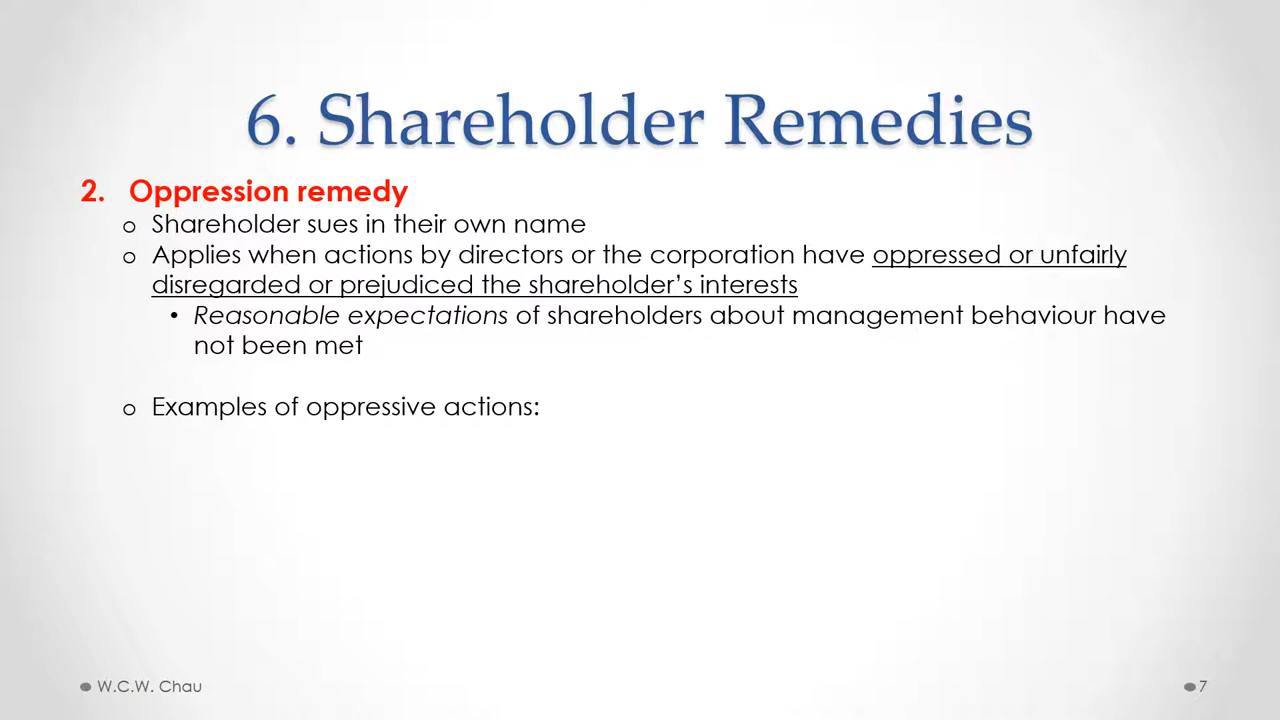 6. Shareholder Remedies
2. Oppression remedy
o Shareholder sues in their own name
o Applies when actions by directors or the corporation have oppressed or unfairly
disregarded or prejudiced the shareholder’s interests
• Reasonable expectations of shareholders about management behaviour have
not been met
o Examples of oppressive actions:
W.C.W. Chau
7